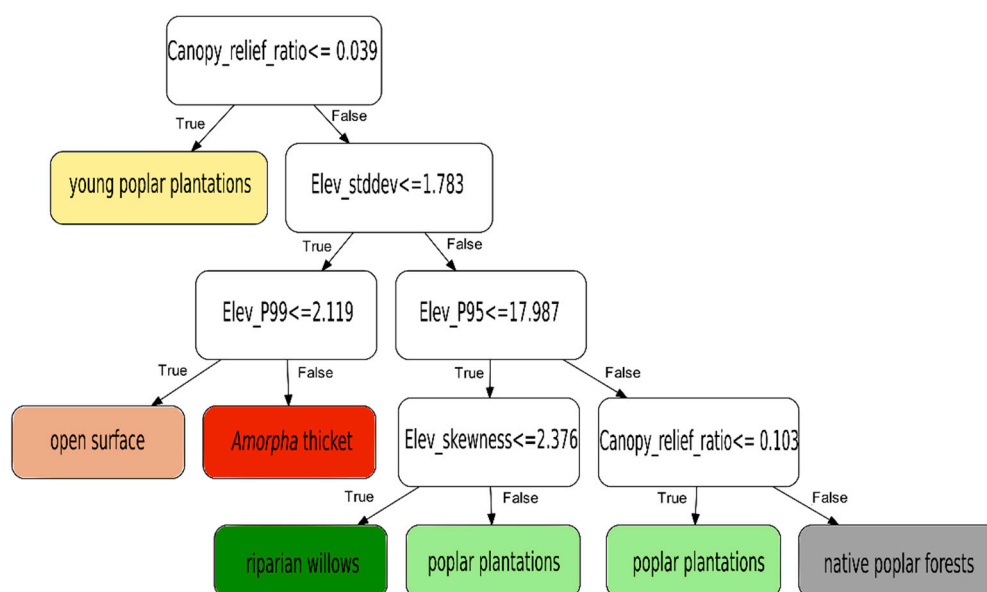 Canopy_relief_ratio<= 0.039
True
False
young poplar plantations
Elev_stddev<=1.783
True
False
Elev_P99<=2.119
Elev_P95<=17.987
True
False
True
False
open surface
Amorpha thicket
Elev_skewness<=2.376
Canopy_relief_ratio<= 0.103
True
False
True
False
riparian willows
poplar plantations
poplar plantations
native poplar forests